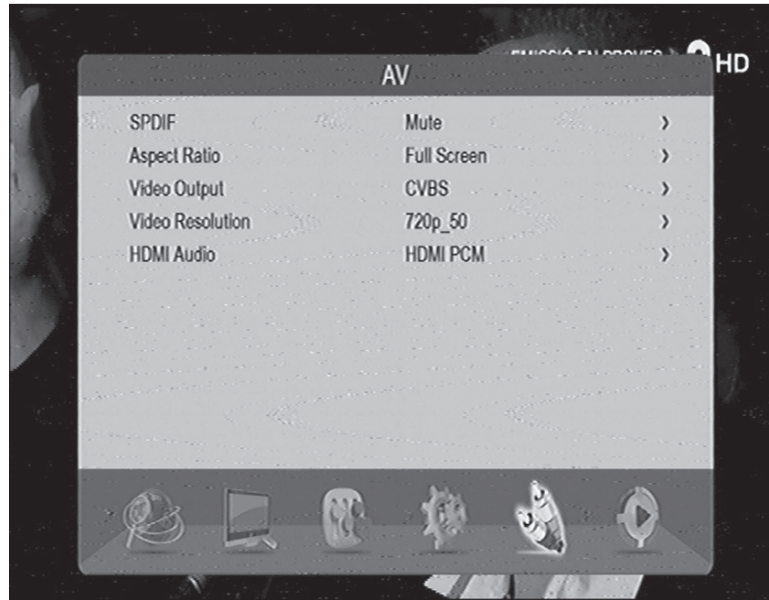 HD
AV
SPDIF Mute
Aspect Ratio Full Screen
Video Output CVBS
Video Resolution 720p_50
HDMI Audio HDMI PCM